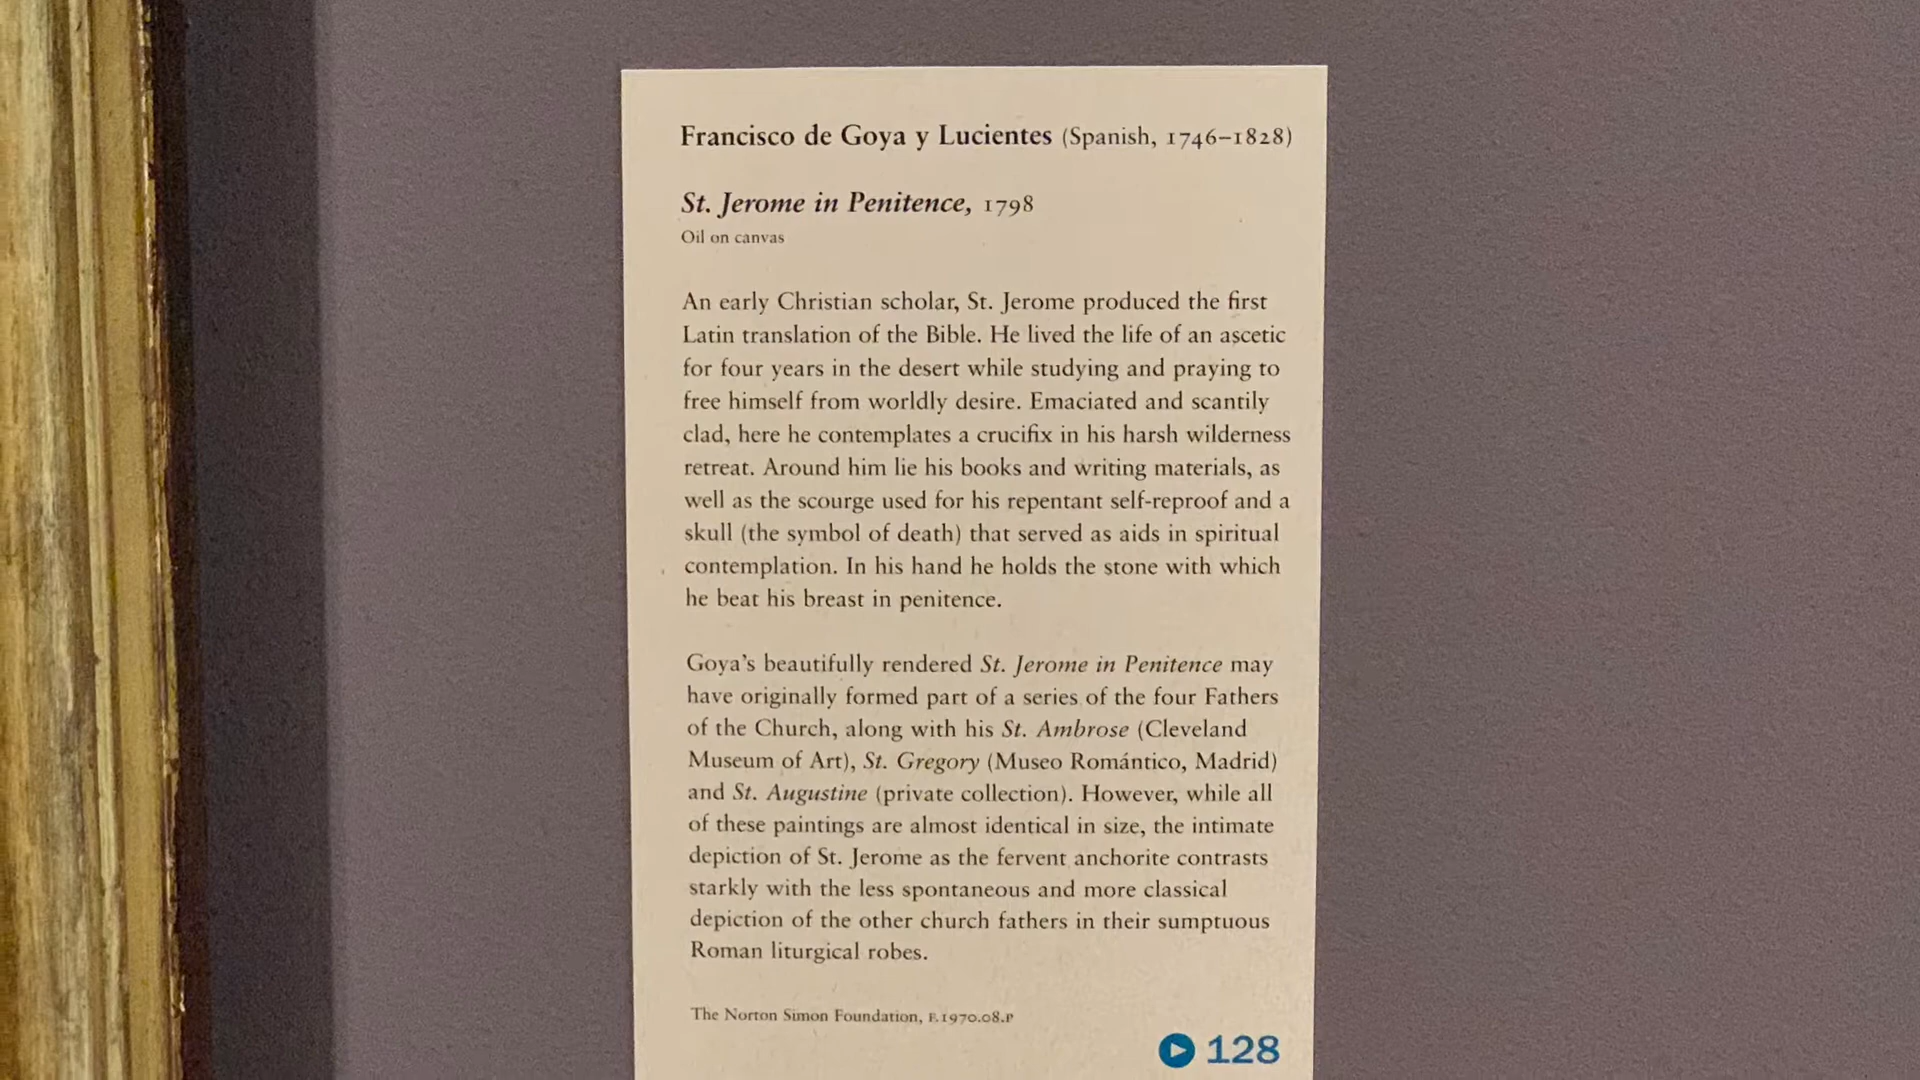 Francisco de Goya y Lucientes (Spanish, 1746–1828)
St. Jerome in Penitence, 1798
Oil on canvas
An early Christian scholar, St. Jerome produced the first
Latin translation of the Bible. He lived the life of an ascetic
for four years in the desert while studying and praying to
free himself from worldly desire. Emaciated and scantily
clad, here he contemplates a crucifix in his harsh wilderness
retreat. Around him lie his books and writing materials, as
well as the scourge used for his repentant self-reproof and a
skull (the symbol of death) that served as aids in spiritual
contemplation. In his hand he holds the stone with which
he beat his breast in penitence.
Goya’s beautifully rendered St. Jerome in Penitence may
have originally formed part of a series of the four Fathers
of the Church, along with his St. Ambrose (Cleveland
Museum of Art), St. Gregory (Museo Romántico, Madrid)
and St. Augustine (private collection). However, while all
of these paintings are almost identical in size, the intimate
depiction of St. Jerome as the fervent anchorite contrasts
starkly with the less spontaneous and more classical
depiction of the other church fathers in their sumptuous
Roman liturgical robes.
The Norton Simon Foundation, F.1970.08.P
128